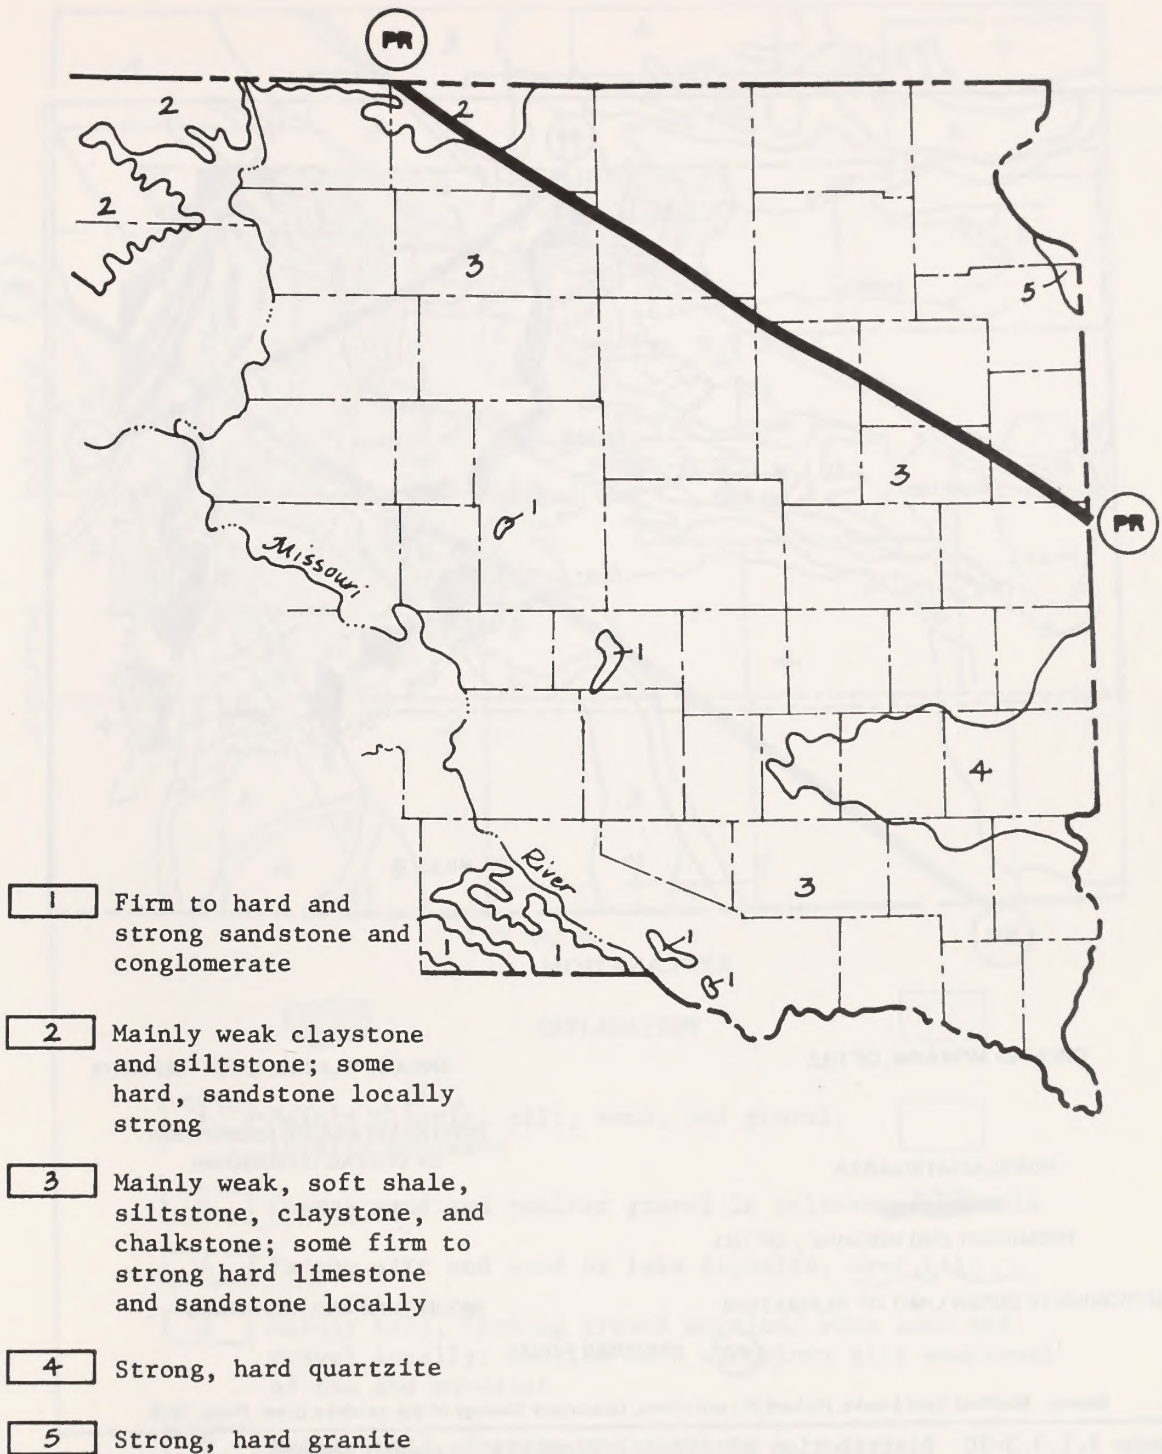 PR
2
2
2
3
5
3
PR
1
Missouri
1
4
River
3
1
1
1
1
1 Firm to hard and
strong sandstone and
conglomerate
2 Mainly weak claystone
and siltstone; some
hard, sandstone locally
strong
3 Mainly weak, soft shale,
siltstone, claystone, and
chalkstone; some firm to
strong hard limestone
and sandstone locally
4 Strong, hard quartzite
5 Strong, hard granite